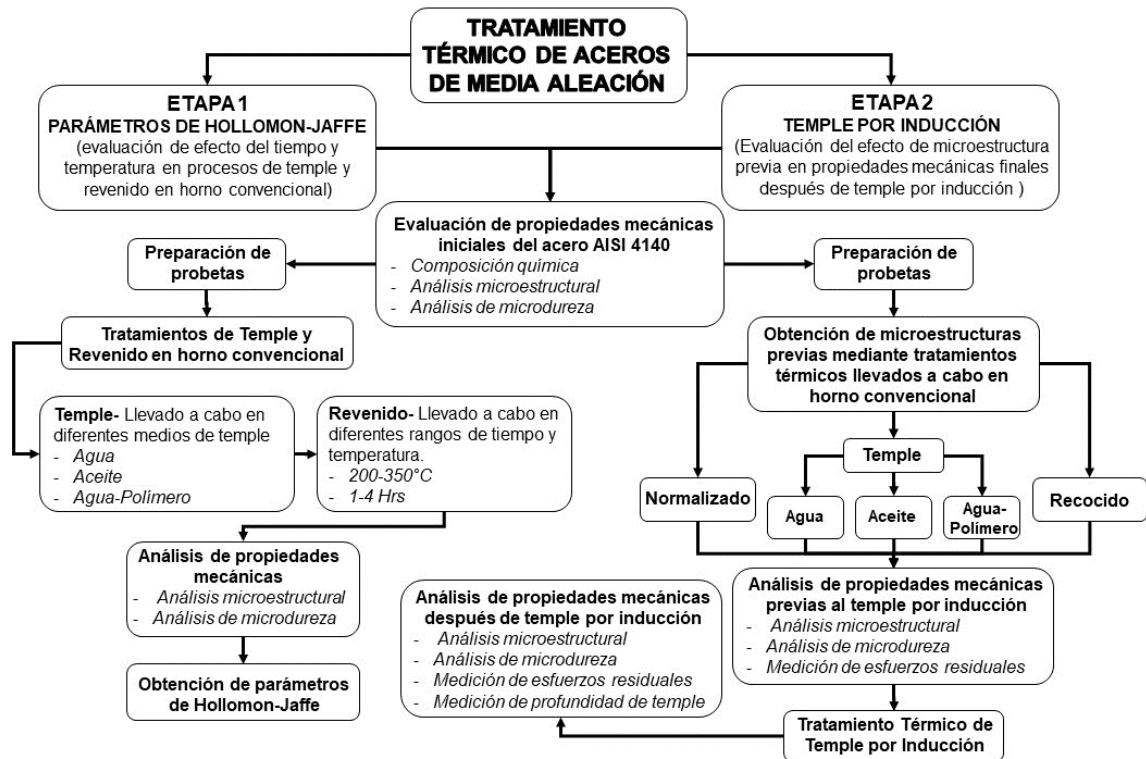 TRATAMIENTO
TÉRMICO DE ACEROS
DE MEDIA ALEACIÓN
ETAPA 1
PARÁMETROS DE HOLLOMON-JAFFE
(evaluación de efecto del tiempo y
temperatura en procesos de temple y
revenido en horno convencional)
ETAPA 2
TEMPLE POR INDUCCIÓN
(Evaluación del efecto de microestructura
previa en propiedades mecánicas finales
después de temple por inducción )
Evaluación de propiedades mecánicas
iniciales del acero AISI 4140
- Composición química
- Análisis microestructural
- Análisis de microdureza
Preparación de
probetas
Tratamientos de Temple y
Revenido en horno convencional
Temple- Llevado a cabo en
diferentes medios de temple
- Agua
- Aceite
- Agua-Polímero
Revenido- Llevado a cabo en
diferentes rangos de tiempo y
temperatura.
- 200-350°C
- 1-4 Hrs
Análisis de propiedades
mecánicas
- Análisis microestructural
- Análisis de microdureza
Obtención de parámetros
de Hollomon-Jaffe
Preparación de
probetas
Obtención de microestructuras
previas mediante tratamientos
térmicos llevados a cabo en
horno convencional
Temple
Normalizado
Agua
Aceite
Agua-
Polímero
Recocido
Análisis de propiedades mecánicas
previas al temple por inducción
- Análisis microestructural
- Análisis de microdureza
- Medición de esfuerzos residuales
Tratamiento Térmico de
Temple por Inducción
Análisis de propiedades mecánicas
después de temple por inducción
- Análisis microestructural
- Análisis de microdureza
- Medición de esfuerzos residuales
- Medición de profundidad de temple